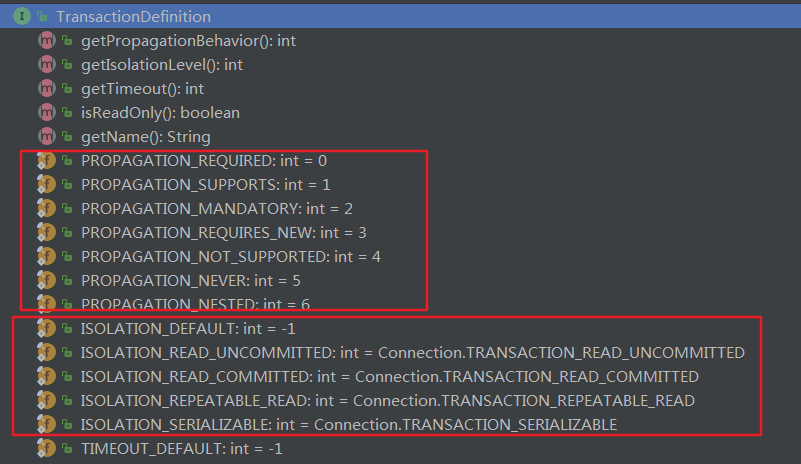 TransactionDefinition
getPropagationBehavior(): int
getIsolationLevel(): int
getTimeout(): int
isReadOnly(): boolean
getName(): String
PROPAGATION_REQUIRED: int = 0
PROPAGATION_SUPPORTS: int = 1
PROPAGATION_MANDATORY: int = 2
PROPAGATION_REQUIRES_NEW: int = 3
PROPAGATION_NOT_SUPPORTED: int = 4
PROPAGATION_NEVER: int = 5
PROPAGATION_NESTED: int = 6
ISOLATION_DEFAULT: int = -1
ISOLATION_READ_UNCOMMITTED: int = Connection.TRANSACTION_READ_UNCOMMITTED
ISOLATION_READ_COMMITTED: int = Connection.TRANSACTION_READ_COMMITTED
ISOLATION_REPEATABLE_READ: int = Connection.TRANSACTION_REPEATABLE_READ
ISOLATION_SERIALIZABLE: int = Connection.TRANSACTION_SERIALIZABLE
TIMEOUT_DEFAULT: int = -1